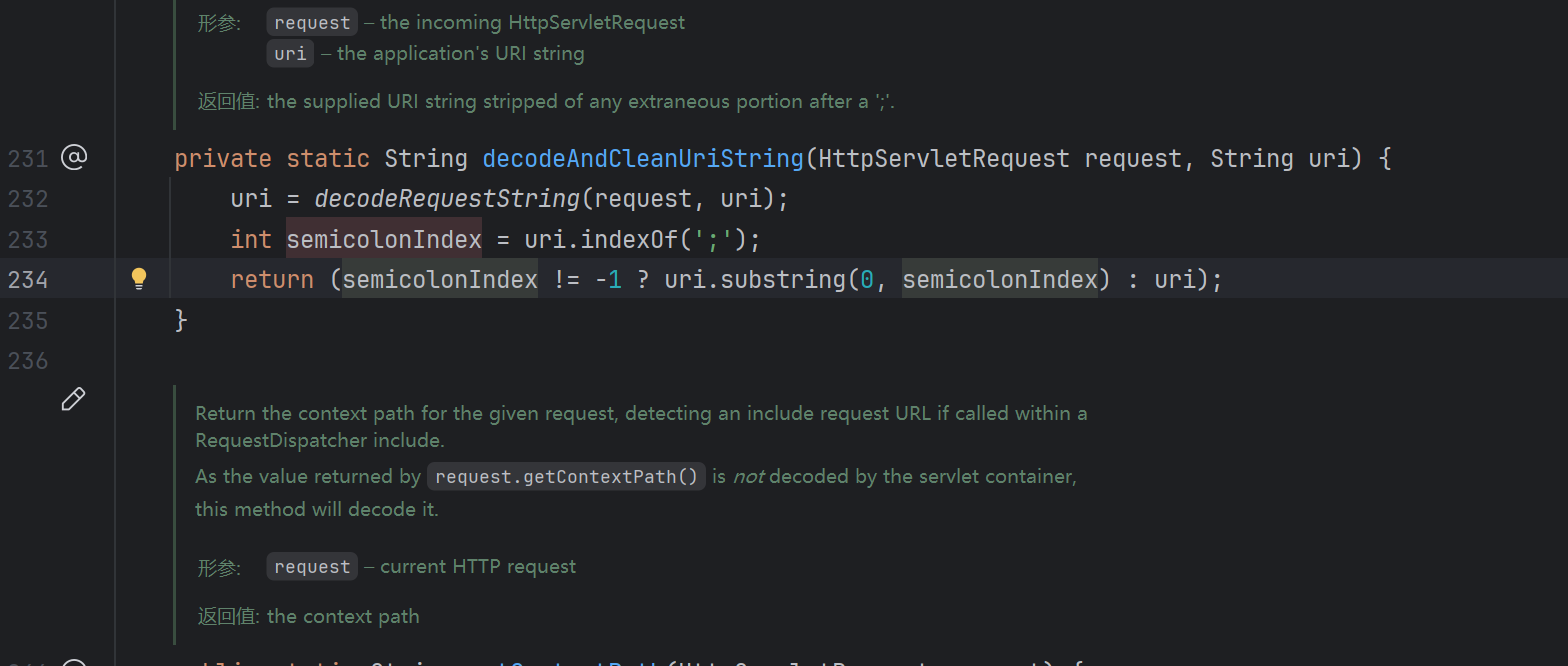 形参: request – the incoming HttpServletRequest
uri – the application's URI string
返回值: the supplied URI string stripped of any extraneous portion after a ';'.
231 private static String decodeAndCleanUriString(HttpServletRequest request, String uri) {
232 uri = decodeRequestString(request, uri);
233 int semicolonIndex = uri.indexOf(';');
234 return (semicolonIndex != -1 ? uri.substring(0, semicolonIndex) : uri);
235 }
236
Return the context path for the given request, detecting an include request URL if called within a
RequestDispatcher include.
As the value returned by request.getContextPath() is not decoded by the servlet container,
this method will decode it.
形参: request – current HTTP request
返回值: the context path